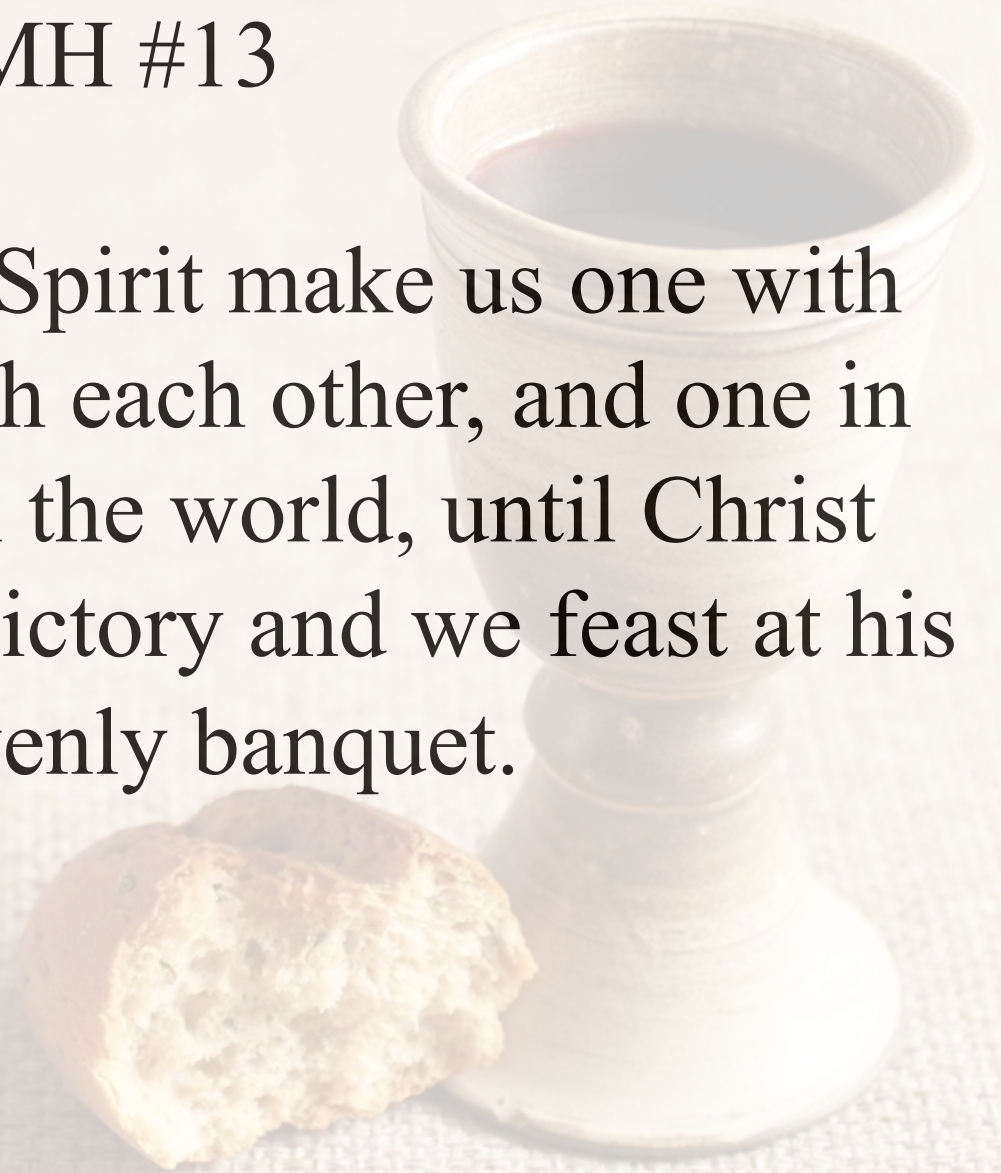 MH #13
Spirit make us one with
h each other, and one in
the world, until Christ
ictory and we feast at his
enly banquet.